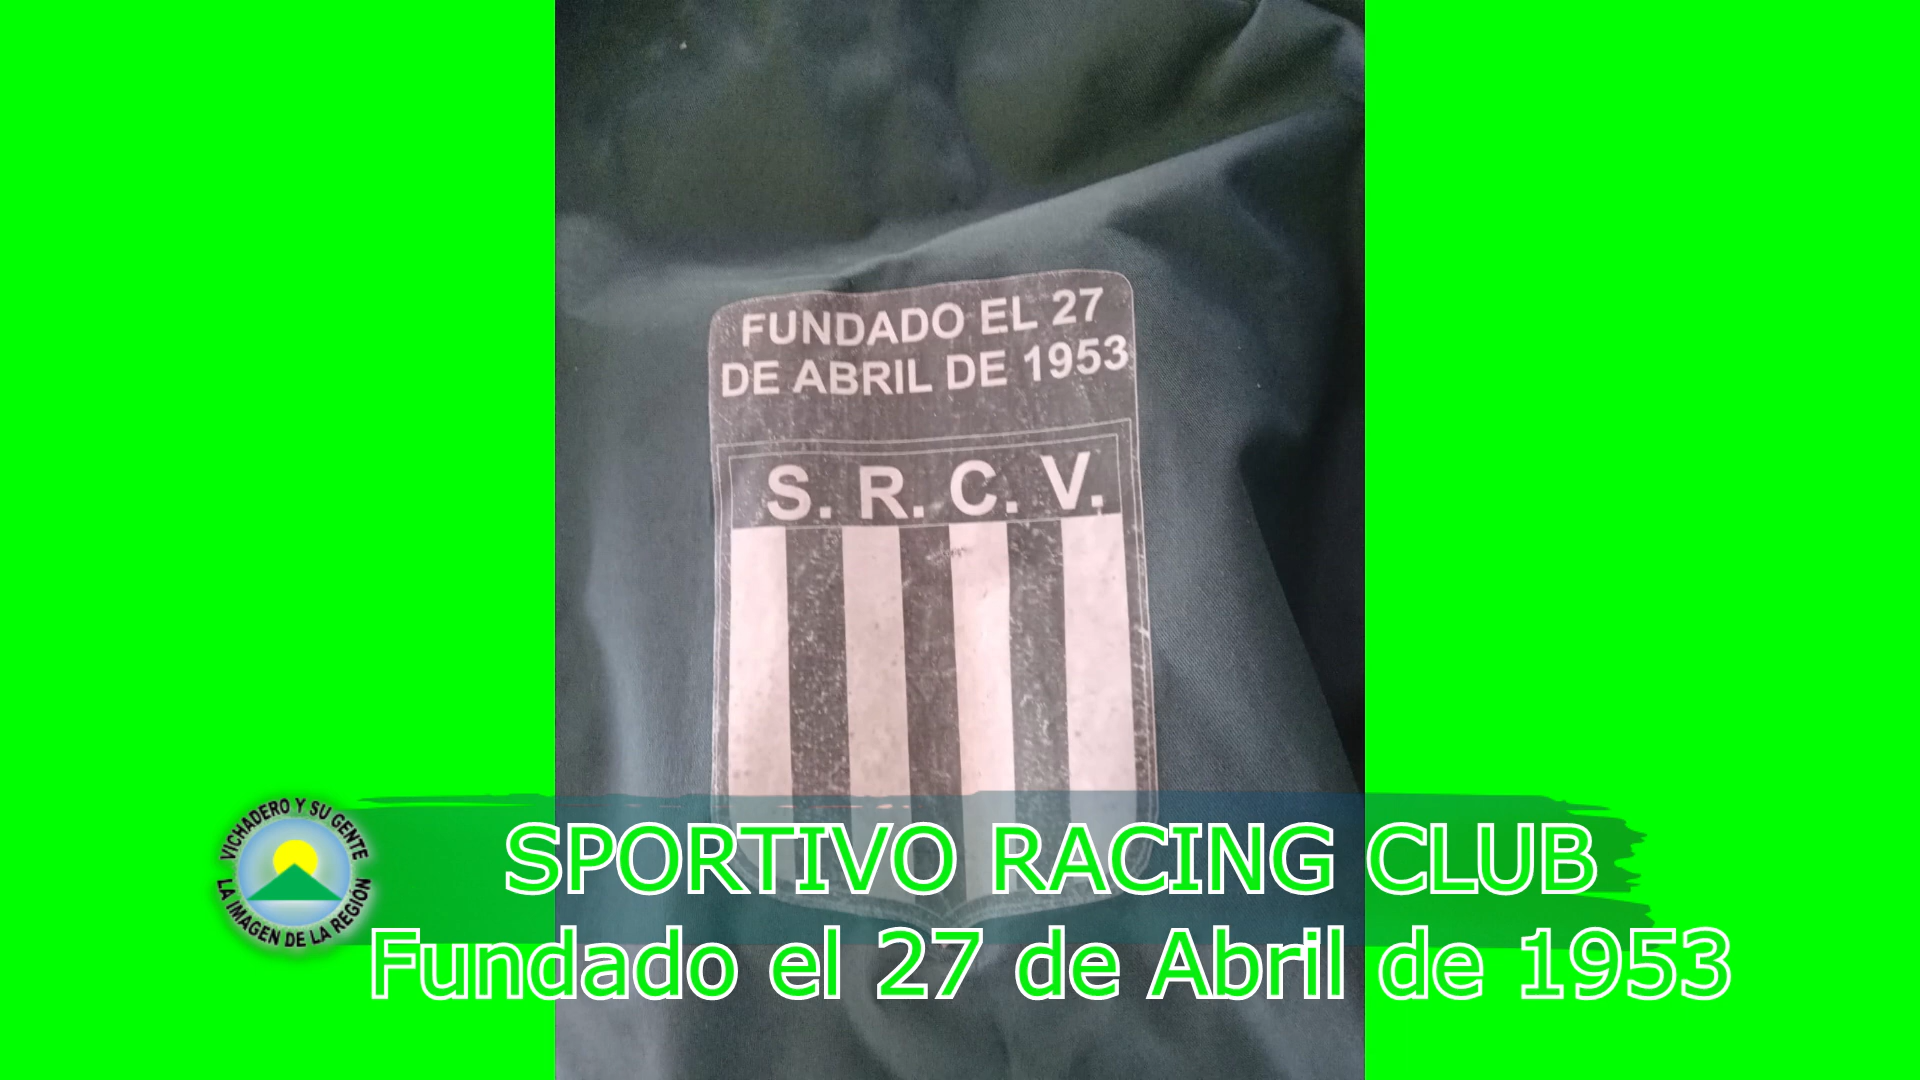 FUNDADO EL 27
DE ABRIL DE 1953
S. R. C. V.
VICHADERO Y SU GENTE
LA IMAGEN DE LA REGIÓN
SPORTIVO RACING CLUB
Fundado el 27 de Abril de 1953